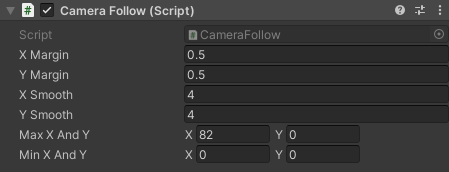 # Camera Follow (Script)
Script # CameraFollow
X Margin 0.5
Y Margin 0.5
X Smooth 4
Y Smooth 4
Max X And Y X 82 Y 0
Min X And Y X 0 Y 0